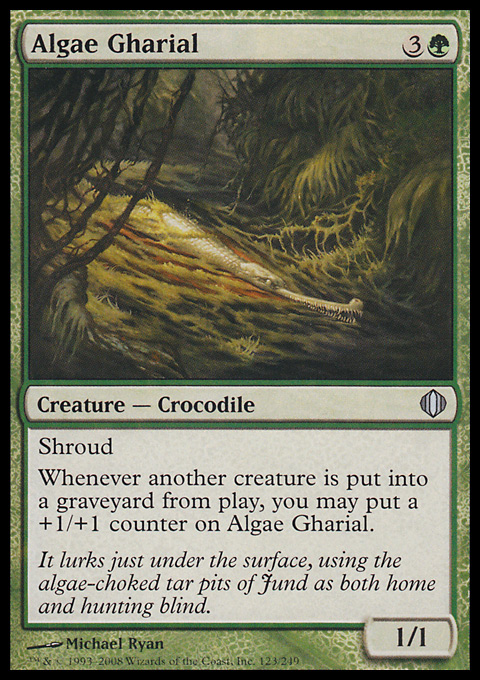 Algae Gharial 3
Creature — Crocodile
Shroud
Whenever another creature is put into
a graveyard from play, you may put a
+1/+1 counter on Algae Gharial.
It lurks just under the surface, using the
algae-choked tar pits of Jund as both home
and hunting blind.
Michael Ryan
1/1
™ & © 1993–2008 Wizards of the Coast, Inc. 123/249